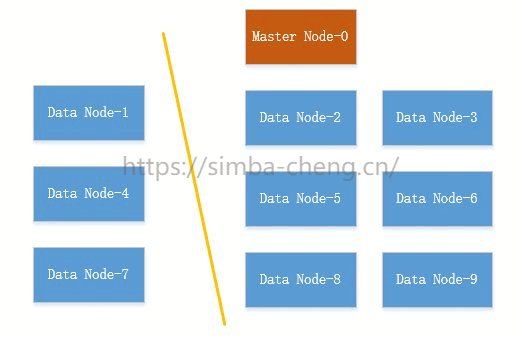 Master Node-0
Data Node-1
Data Node-2
Data Node-3
https://simba-cheng.cn/
Data Node-4
Data Node-5
Data Node-6
Data Node-7
Data Node-8
Data Node-9